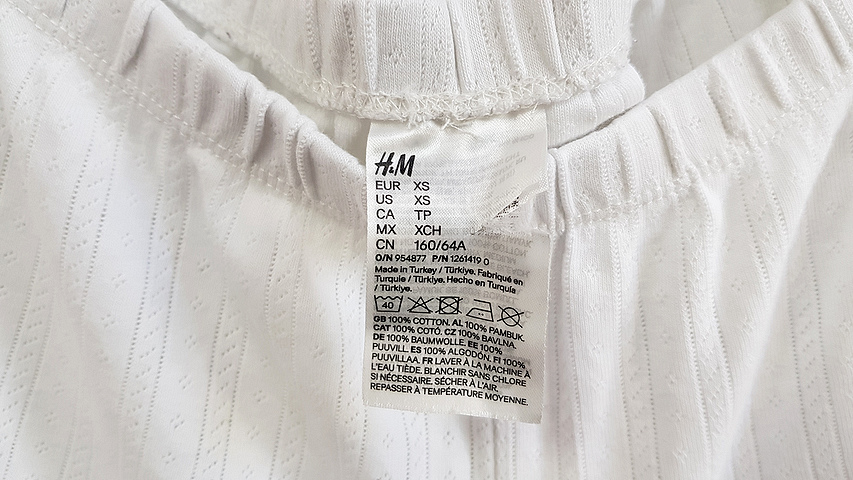 H&M
EUR XS
US XS
CA TP
MX XCH
CN 160/64A
O/N 954877 P/N 1261419 0
Made in Turkey / Türkiye. Fabriqué en
Turquie / Türkiye. Hecho en Turquía
/ Türkiye.
40
GB 100% COTTON. AL 100% PAMBUK.
CAT 100% COTÓ. CZ 100% BAVLNA.
DE 100% BAUMWOLLE. EE 100%
PUUVILL. ES 100% ALGODÓN. FI 100%
PUUVILLAA. FR LAVER À LA MACHINE À
L'EAU TIÈDE. BLANCHIR SANS CHLORE
SI NÉCESSAIRE. SÉCHER À L'AIR.
REPASSER À TEMPÉRATURE MOYENNE.